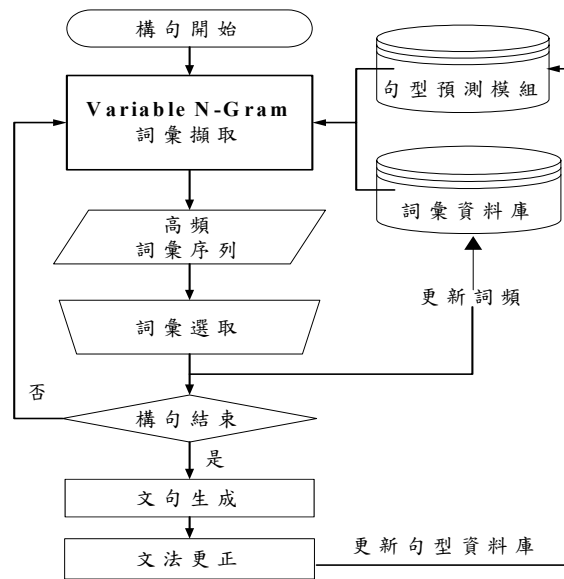 構句開始
Variable N-Gram
詞彙擷取
句型預測模組
詞彙資料庫
高頻
詞彙序列
更新詞頻
詞彙選取
否
構句結束
是
文句生成
文法更正
更新句型資料庫